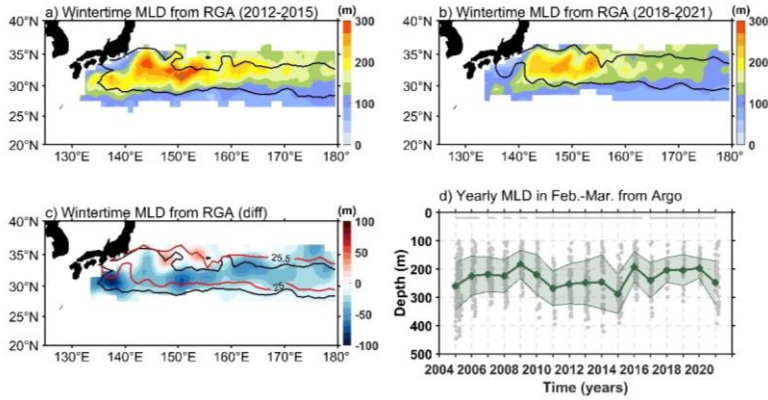 a) Wintertime MLD from RGA (2012-2015) (m)
40°N 300
35°N
200
30°N
100
25°N
20°N 0
130°E 140°E 150°E 160°E 170°E 180°
b) Wintertime MLD from RGA (2018-2021) (m)
40°N 300
35°N
200
30°N
100
25°N
20°N 0
130°E 140°E 150°E 160°E 170°E 180°
c) Wintertime MLD from RGA (diff) (m)
40°N 100
35°N 25.5 50
30°N 0
25
25°N -50
20°N -100
130°E 140°E 150°E 160°E 170°E 180°
d) Yearly MLD in Feb.-Mar. from Argo
0
100
200
300
400
500
Depth (m)
2004 2006 2008 2010 2012 2014 2016 2018 2020
Time (years)